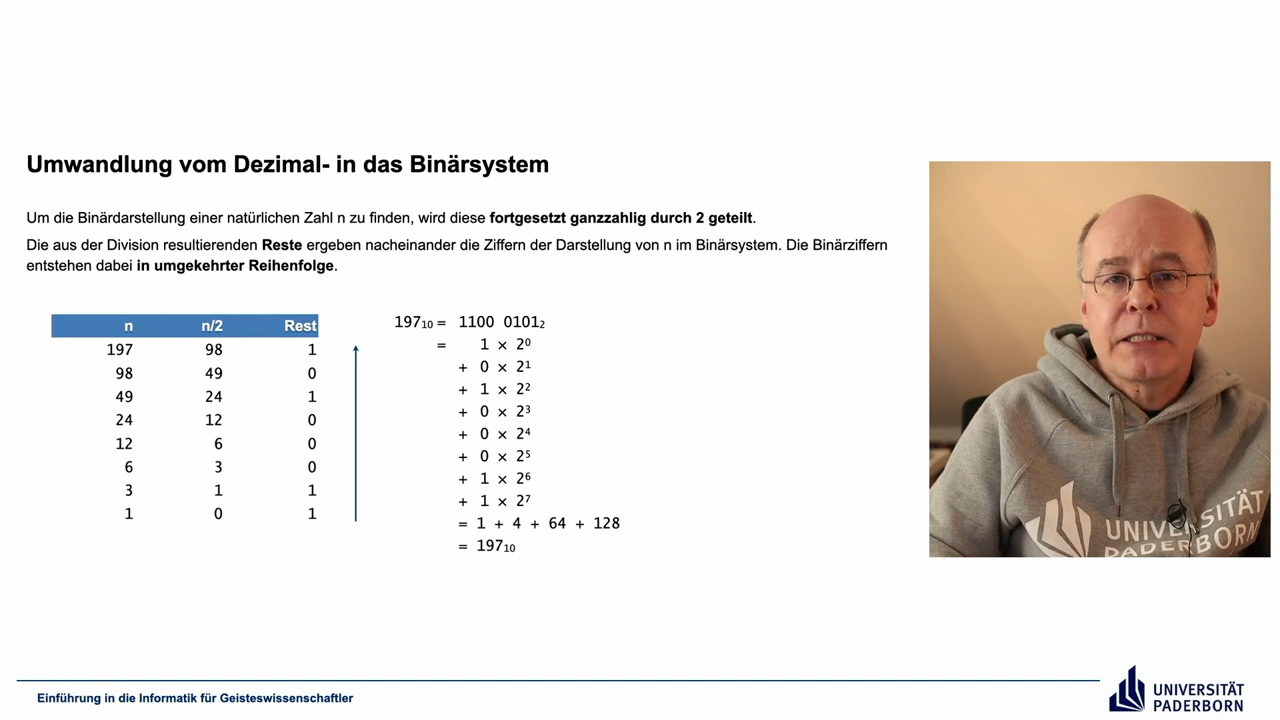 Umwandlung vom Dezimal- in das Binärsystem
Um die Binärdarstellung einer natürlichen Zahl n zu finden, wird diese fortgesetzt ganzzahlig durch 2 geteilt.
Die aus der Division resultierenden Reste ergeben nacheinander die Ziffern der Darstellung von n im Binärsystem. Die Binärziffern
entstehen dabei in umgekehrter Reihenfolge.
n n/2 Rest
197 98 1
98 49 0
49 24 1
24 12 0
12 6 0
6 3 0
3 1 1
1 0 1
197₁₀ = 1100 0101₂
= 1 × 2⁰
+ 0 × 2¹
+ 1 × 2²
+ 0 × 2³
+ 0 × 2⁴
+ 0 × 2⁵
+ 1 × 2⁶
+ 1 × 2⁷
= 1 + 4 + 64 + 128
= 197₁₀
UNIVERSITÄT
PADERBORN
Einführung in die Informatik für Geisteswissenschaftler
UNIVERSITÄT
PADERBORN